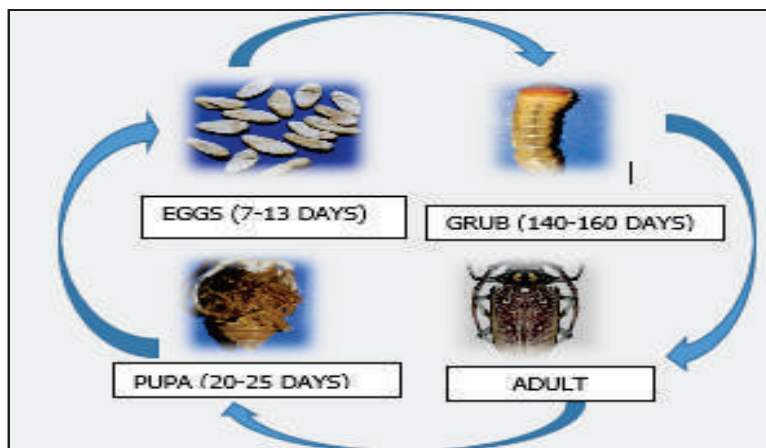 EGGS (7-13 DAYS)
GRUB (140-160 DAYS)
PUPA (20-25 DAYS)
ADULT